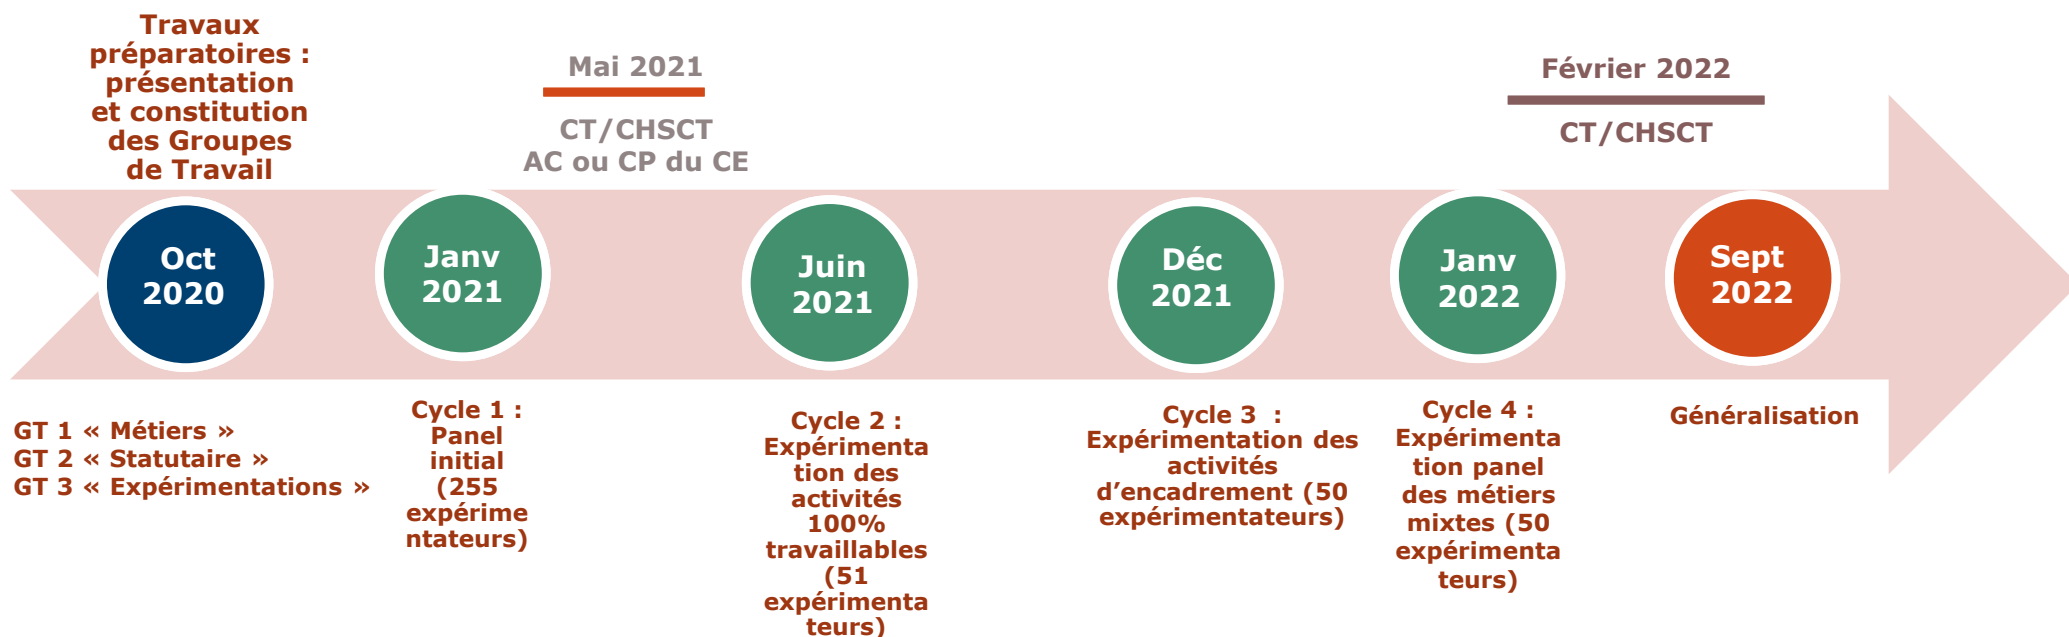 Travaux
préparatoires :
présentation
et constitution
des Groupes
de Travail
Mai 2021
CT/CHSCT
AC ou CP du CE
Février 2022
CT/CHSCT
Oct
2020
Janv
2021
Juin
2021
Déc
2021
Janv
2022
Sept
2022
GT 1 « Métiers »
GT 2 « Statutaire »
GT 3 « Expérimentations »
Cycle 1 :
Panel
initial
(255
expérime
ntateurs)
Cycle 2 :
Expérimenta
tion des
activités
100%
travaillables
(51
expérimenta
teurs)
Cycle 3  :
Expérimentation des
activités
d’encadrement (50
expérimentateurs)
Cycle 4 :
Expérimenta
tion panel
des métiers
mixtes (50
expérimenta
teurs)
Généralisation